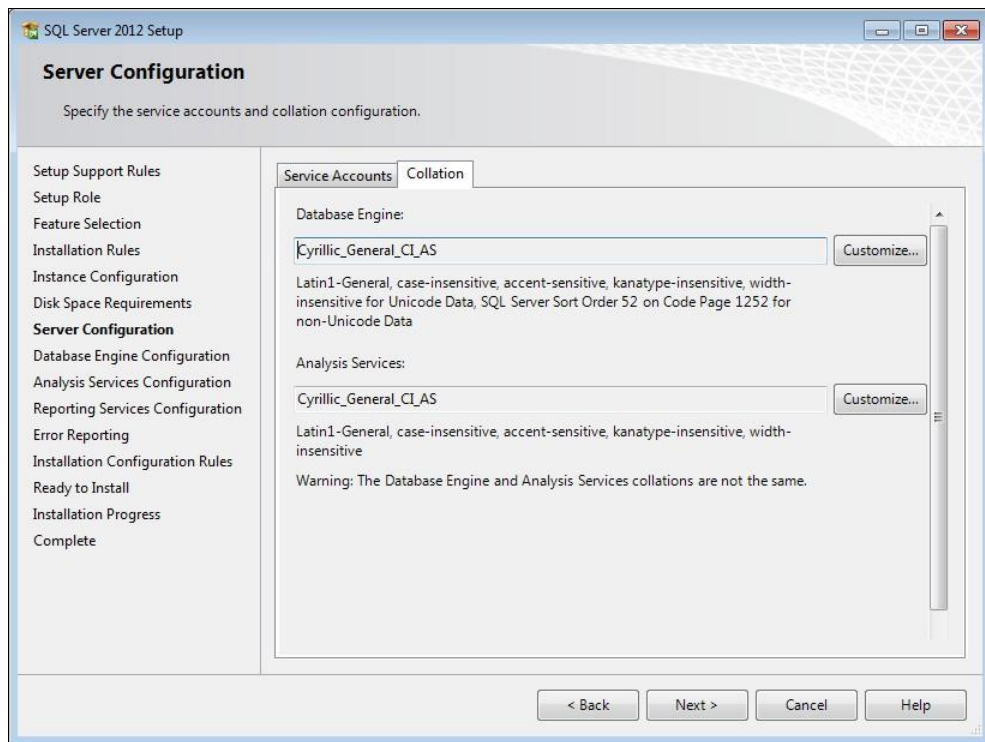 SQL Server 2012 Setup
Server Configuration
Specify the service accounts and collation configuration.
Setup Support Rules
Setup Role
Feature Selection
Installation Rules
Instance Configuration
Disk Space Requirements
Server Configuration
Database Engine Configuration
Analysis Services Configuration
Reporting Services Configuration
Error Reporting
Installation Configuration Rules
Ready to Install
Installation Progress
Complete
Service Accounts Collation
Database Engine:
Cyrillic_General_CI_AS Customize...
Latin1-General, case-insensitive, accent-sensitive, kanatype-insensitive, width-
insensitive for Unicode Data, SQL Server Sort Order 52 on Code Page 1252 for
non-Unicode Data
Analysis Services:
Cyrillic_General_CI_AS Customize...
Latin1-General, case-insensitive, accent-sensitive, kanatype-insensitive, width-
insensitive
Warning: The Database Engine and Analysis Services collations are not the same.
< Back Next > Cancel Help